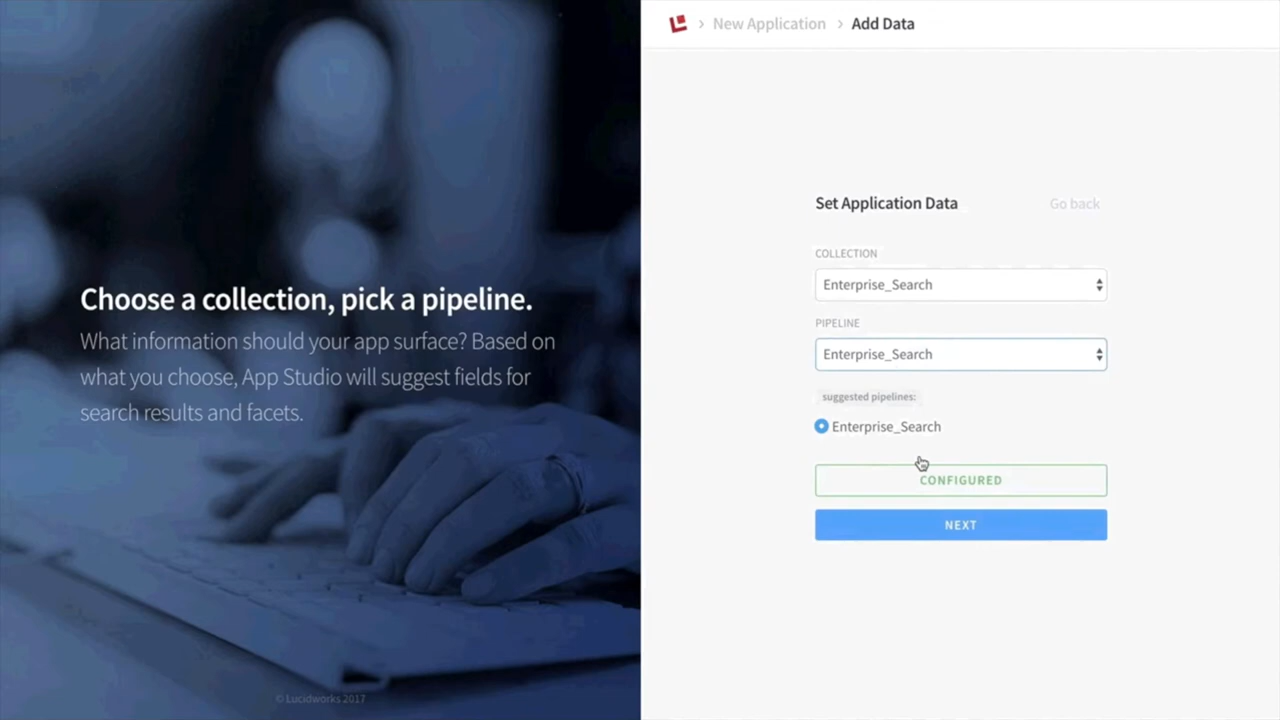 New Application
Add Data
Choose a collection, pick a pipeline.
What information should your app surface? Based on
what you choose, App Studio will suggest fields for
search results and facets.
© Lucidworks 2017
Set Application Data
Go back
COLLECTION
Enterprise_Search
PIPELINE
Enterprise_Search
suggested pipelines:
Enterprise_Search
CONFIGURED
NEXT